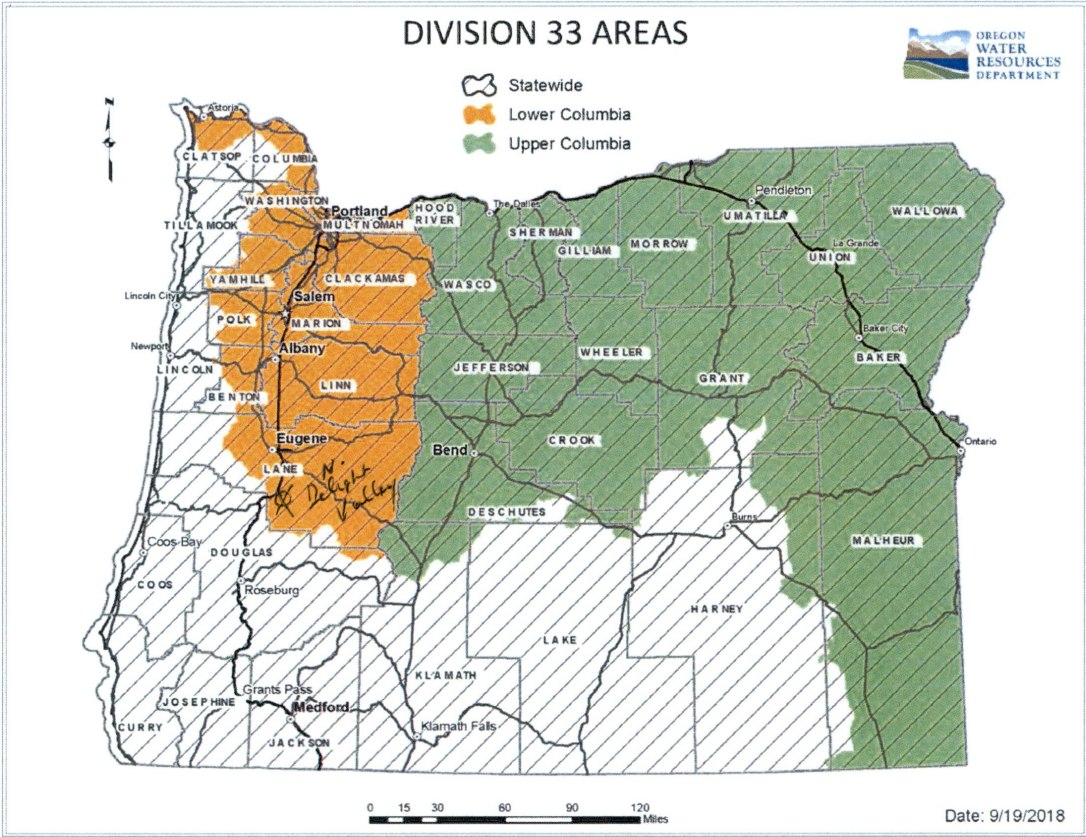 DIVISION 33 AREAS
OREGON
WATER
RESOURCES
DEPARTMENT
Statewide
Lower Columbia
Upper Columbia
N
Astoria
CLATSOP
COLUMBIA
WASHINGTON
Portland
MULTNOMAH
HOOD
RIVER
The Dalles
Pendleton
UMATILLA
WALLOWA
TILLAMOOK
SHERMAN
GILLIAM
MORROW
La Grande
UNION
YAMHILL
CLACKAMAS
WASCO
Lincoln City
Salem
POLK
MARION
Baker City
BAKER
Newport
Albany
LINCOLN
LINN
JEFFERSON
WHEELER
GRANT
BENTON
Eugene
Bend
CROOK
Ontario
LANE
N.
Delight
Valley
DESCHUTES
Burns
MALHEUR
Coos Bay
DOUGLAS
COOS
Roseburg
HARNEY
LAKE
KLAMATH
Grants Pass
JOSEPHINE
Medford
CURRY
Klamath Falls
JACKSON
0 15 30 60 90 120
Miles
Date: 9/19/2018